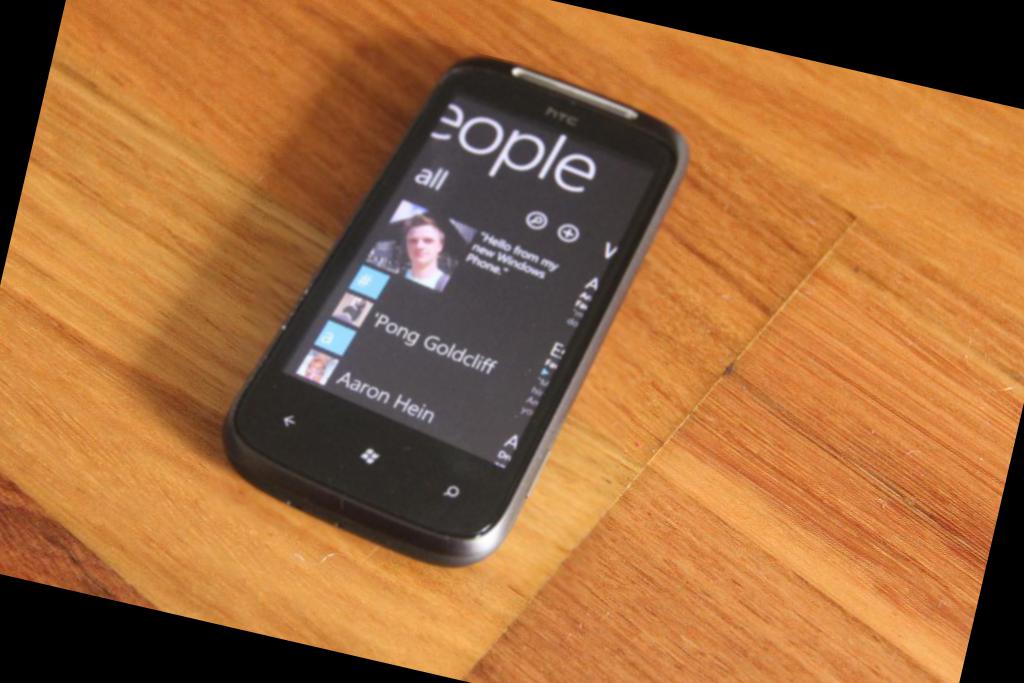 hTC
eople
all
"Hello from my
new Windows
Phone."
#
'Pong Goldcliff
a
Aaron Hein